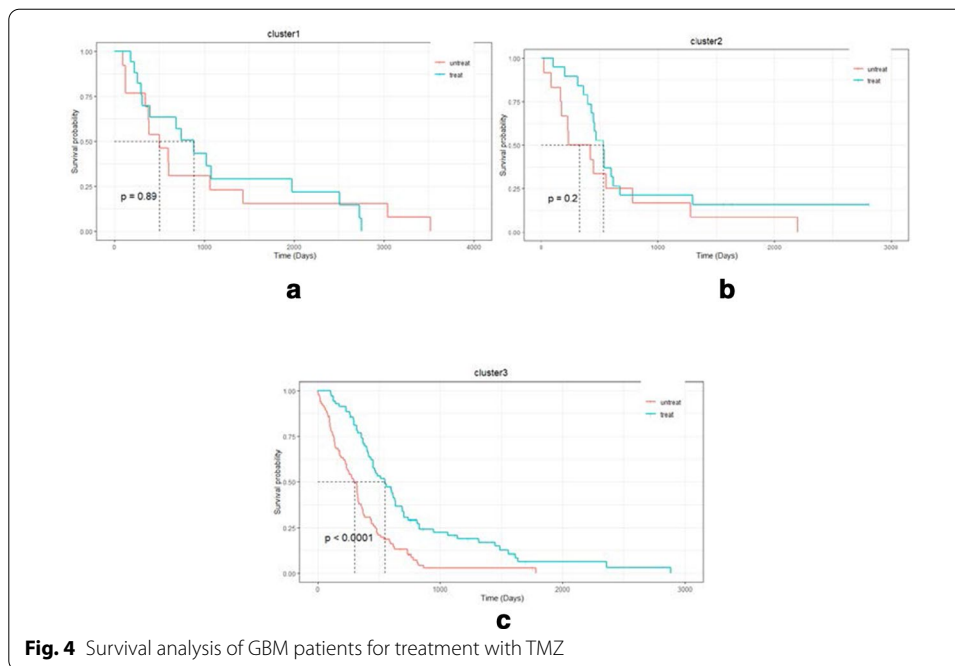 cluster1
Survival probability
1.00
0.75
0.50
0.25
0.00
untreat
treat
p = 0.89
0
1000
2000
3000
4000
Time (Days)
a
cluster2
Survival probability
1.00
0.75
0.50
0.25
0.00
untreat
treat
p = 0.2
0
1000
2000
3000
Time (Days)
b
cluster3
Survival probability
1.00
0.75
0.50
0.25
0.00
untreat
treat
p < 0.0001
0
1000
2000
3000
Time (Days)
c
Fig. 4 Survival analysis of GBM patients for treatment with TMZ